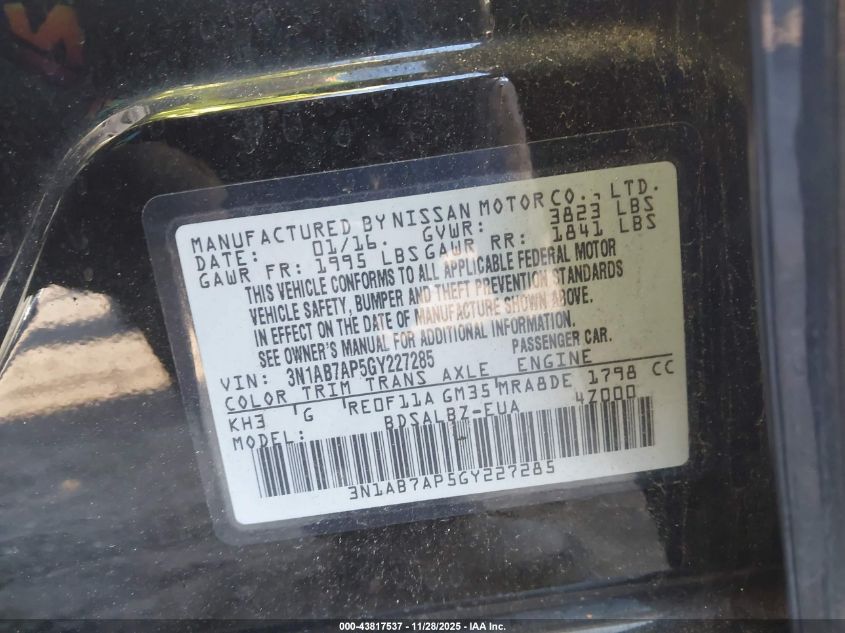 MANUFACTURED BY NISSAN MOTOR CO., LTD.
DATE: 01/16. GVWR: 3823 LBS
GAWR FR: 1995 LBS GAWR RR: 1841 LBS
THIS VEHICLE CONFORMS TO ALL APPLICABLE FEDERAL MOTOR
VEHICLE SAFETY, BUMPER AND THEFT PREVENTION STANDARDS
IN EFFECT ON THE DATE OF MANUFACTURE SHOWN ABOVE.
SEE OWNER'S MANUAL FOR ADDITIONAL INFORMATION.
VIN: 3N1AB7AP5GY227285 PASSENGER CAR.
COLOR TRIM TRANS AXLE ENGINE
KH3 G RE0F11A GM35 MRA8DE 1798 CC
MODEL: BDSALBZ-EUA 47000
3N1AB7AP5GY227285
000-43817537 - 11/28/2025 - IAA Inc.